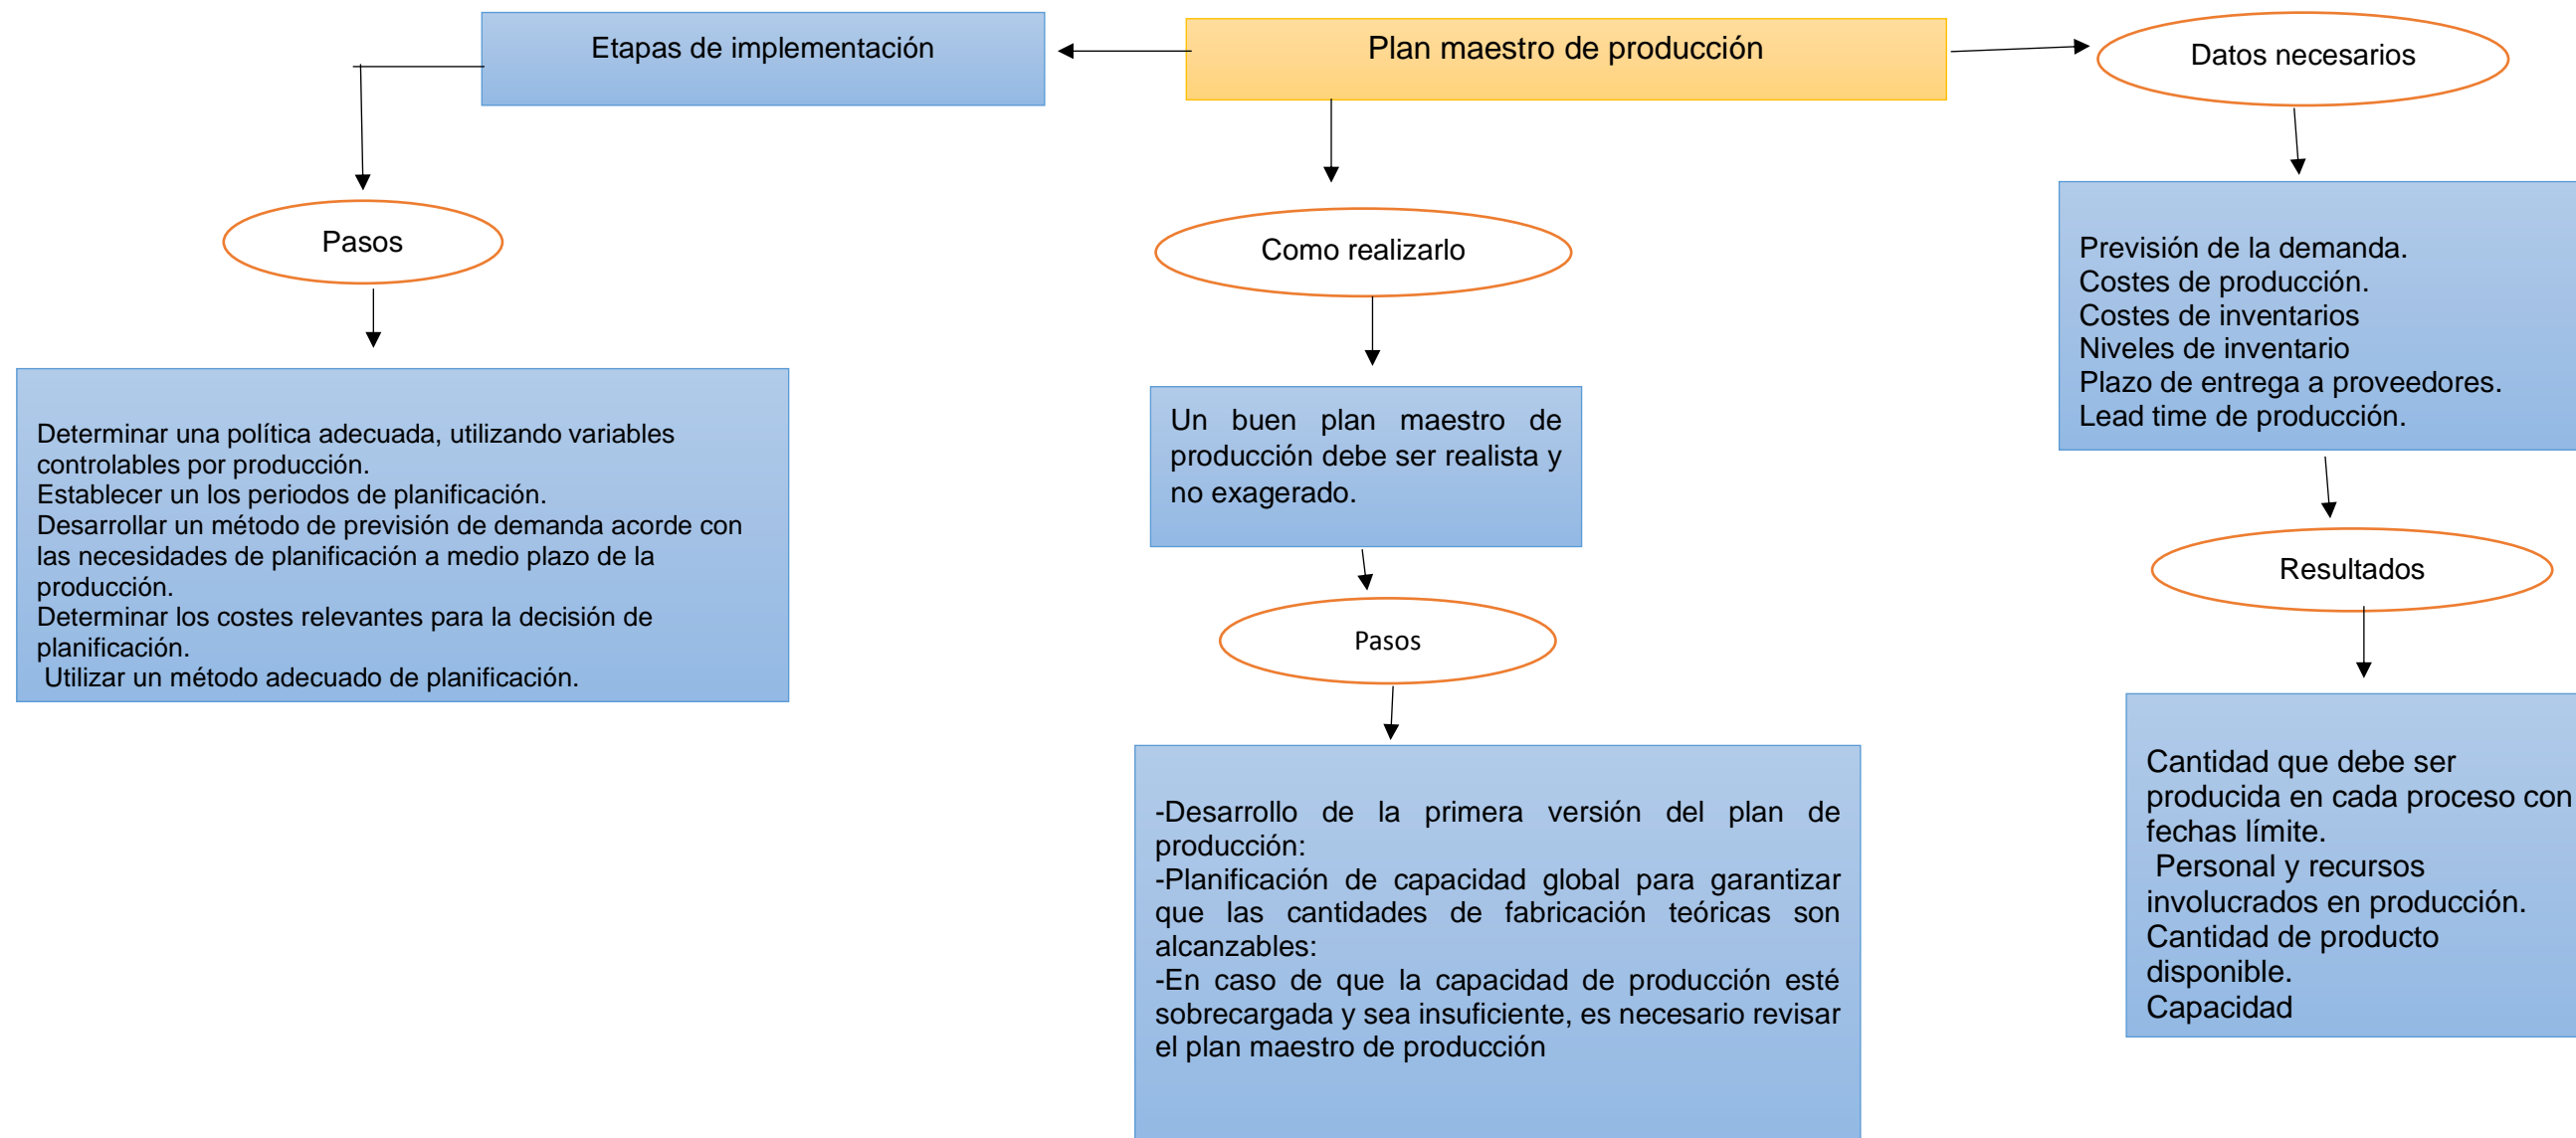 Etapas de implementación
Plan maestro de producción
Datos necesarios
Pasos
Determinar una política adecuada, utilizando variables
controlables por producción.
Establecer un los periodos de planificación.
Desarrollar un método de previsión de demanda acorde con
las necesidades de planificación a medio plazo de la
producción.
Determinar los costes relevantes para la decisión de
planificación.
Utilizar un método adecuado de planificación.
Como realizarlo
Un buen plan maestro de
producción debe ser realista y
no exagerado.
Pasos
-Desarrollo de la primera versión del plan de
producción:
-Planificación de capacidad global para garantizar
que las cantidades de fabricación teóricas son
alcanzables:
-En caso de que la capacidad de producción esté
sobrecargada y sea insuficiente, es necesario revisar
el plan maestro de producción
Previsión de la demanda.
Costes de producción.
Costes de inventarios
Niveles de inventario
Plazo de entrega a proveedores.
Lead time de producción.
Resultados
Cantidad que debe ser
producida en cada proceso con
fechas límite.
Personal y recursos
involucrados en producción.
Cantidad de producto
disponible.
Capacidad